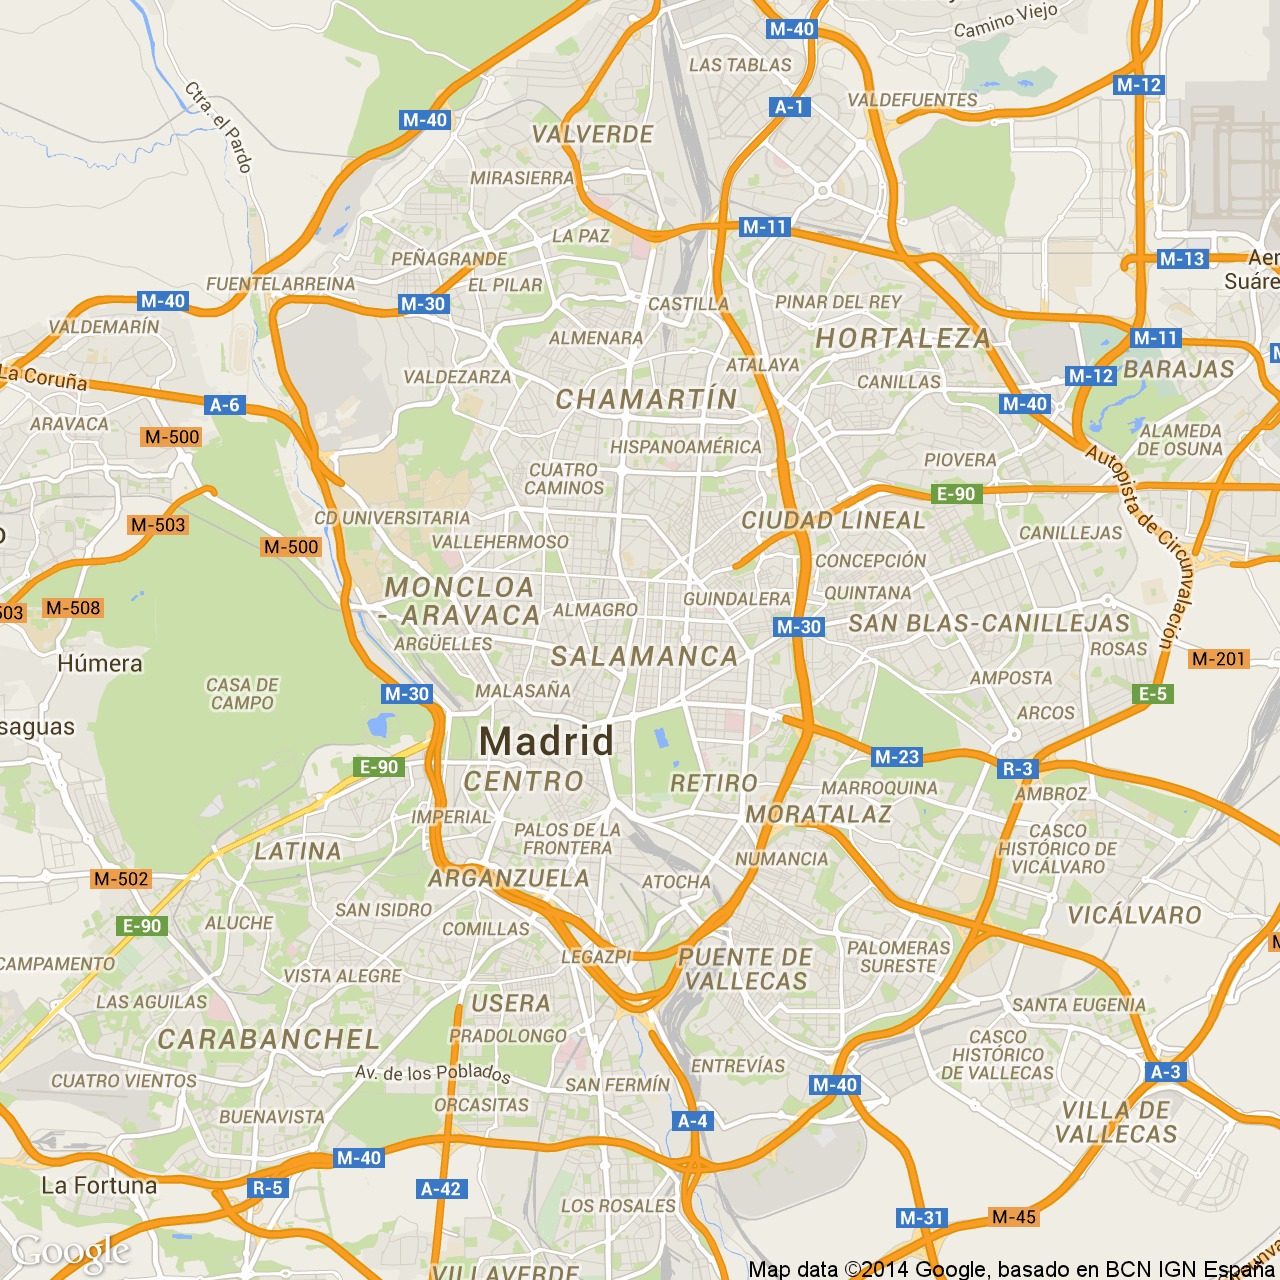 Camino Viejo
M-40
LAS TABLAS
M-12
Ctra. el Pardo
A-1
VALDEFUENTES
M-40
VALVERDE
MIRASIERRA
M-11
LA PAZ
PEÑAGRANDE
M-13
Suáre
FUENTELARREINA
EL PILAR
M-40
M-30
CASTILLA
PINAR DEL REY
VALDEMARÍN
ALMENARA
HORTALEZA
M-11
La Coruña
VALDEZARZA
ATALAYA
M-12
BARAJAS
CANILLAS
A-6
CHAMARTÍN
M-40
ARAVACA
M-500
HISPANOAMÉRICA
ALAMEDA
DE OSUNA
PIOVERA
CUATRO
CAMINOS
Autopista de Circunvalación
E-90
M-503
CD UNIVERSITARIA
CIUDAD LINEAL
CANILLEJAS
M-500
VALLEHERMOSO
CONCEPCIÓN
MONCLOA
- ARAVACA
QUINTANA
GUINDALERA
503
M-508
ALMAGRO
M-30
SAN BLAS-CANILLEJAS
ARGÜELLES
ROSAS
Húmera
SALAMANCA
M-201
CASA DE
CAMPO
M-30
MALASAÑA
AMPOSTA
E-5
ARCOS
saguas
Madrid
M-23
E-90
CENTRO
RETIRO
R-3
MARROQUINA
AMBROZ
IMPERIAL
MORATALAZ
PALOS DE LA
FRONTERA
CASCO
HISTÓRICO DE
VICÁLVARO
LATINA
NUMANCIA
M-502
ARGANZUELA
ATOCHA
SAN ISIDRO
VICÁLVARO
ALUCHE
E-90
COMILLAS
PALOMERAS
SURESTE
LEGAZPI
PUENTE DE
VALLECAS
CAMPAMENTO
VISTA ALEGRE
LAS AGUILAS
USERA
SANTA EUGENIA
CARABANCHEL
PRADOLONGO
CASCO
HISTÓRICO
DE VALLECAS
ENTREVÍAS
Av. de los Poblados
A-3
CUATRO VIENTOS
SAN FERMÍN
M-40
ORCASITAS
VILLA DE
VALLECAS
BUENAVISTA
A-4
M-40
La Fortuna
R-5
A-42
LOS ROSALES
M-31
M-45
Google
VILLAVERDE
Map data ©2014 Google, basado en BCN IGN España